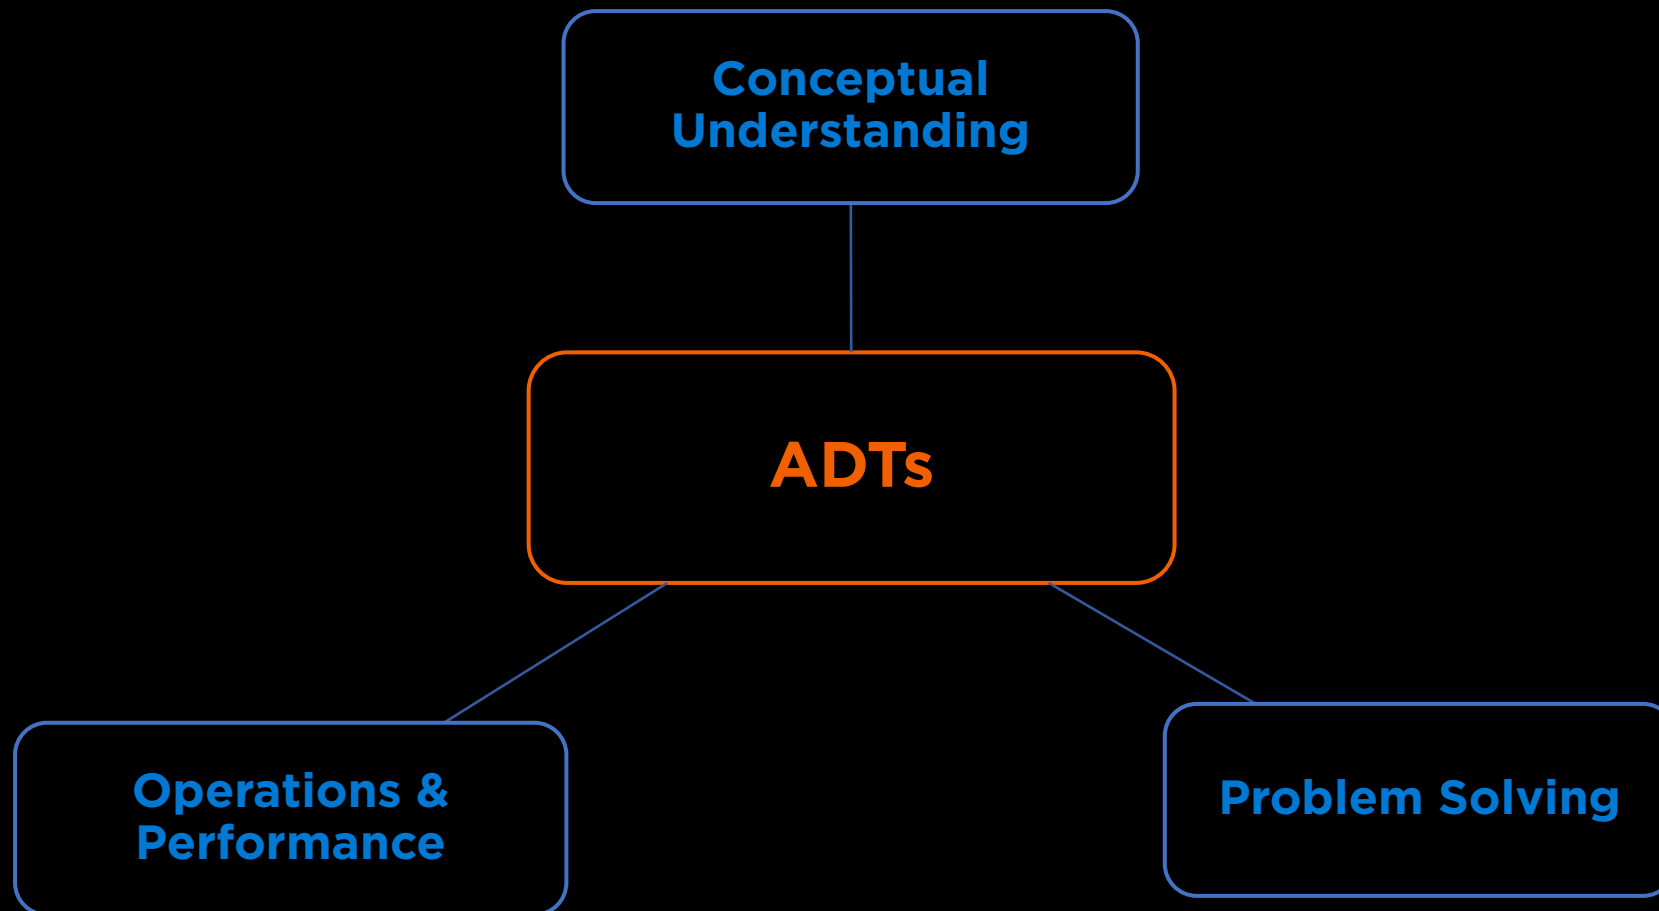 Conceptual
Understanding
ADTs
Operations &
Performance
Problem Solving